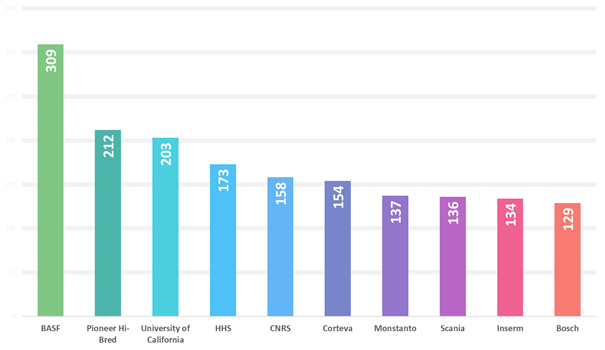 309
212
203
173
158
154
137
136
134
129
BASF
Pioneer Hi-
Bred
University of
California
HHS
CNRS
Corteva
Monstanto
Scania
Inserm
Bosch